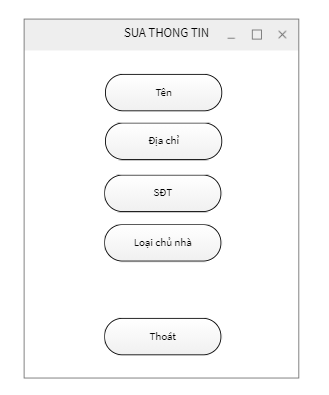 SUA THONG TIN
Tên
Địa chỉ
SĐT
Loại chủ nhà
Thoát